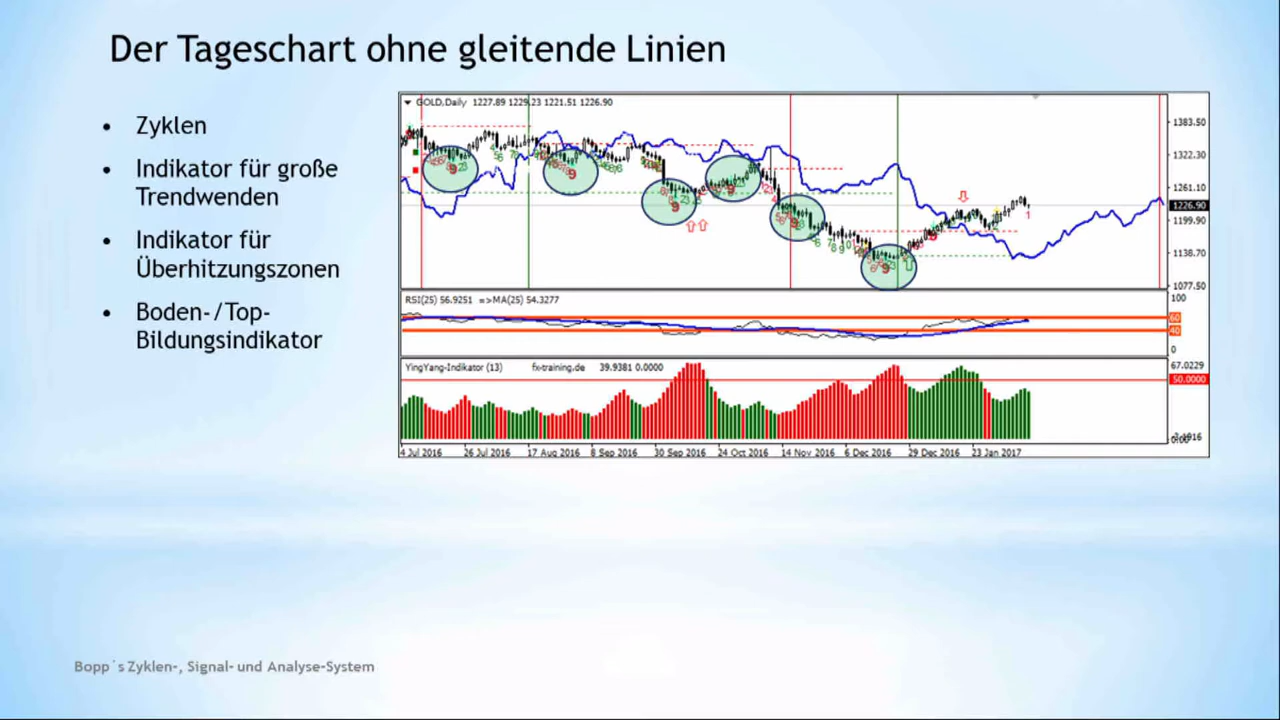 Der Tageschart ohne gleitende Linien
• Zyklen
• Indikator für große
Trendwenden
• Indikator für
Überhitzungszonen
• Boden-/Top-
Bildungsindikator
GOLD,Daily 1227.89 1229.23 1221.51 1226.90
1383.50
1322.30
1261.10
1226.90
1199.90
1138.70
1077.50
RSI(25) 56.9251 =>MA(25) 54.3277
100
60
40
0
YingYang-Indikator (13) fx-training.de 39.9381 0.0000
67.0229
50.0000
4 Jul 2016 26 Jul 2016 17 Aug 2016 8 Sep 2016 30 Sep 2016 24 Oct 2016 14 Nov 2016 6 Dec 2016 29 Dec 2016 23 Jan 2017
Bopp´s Zyklen-, Signal- und Analyse-System